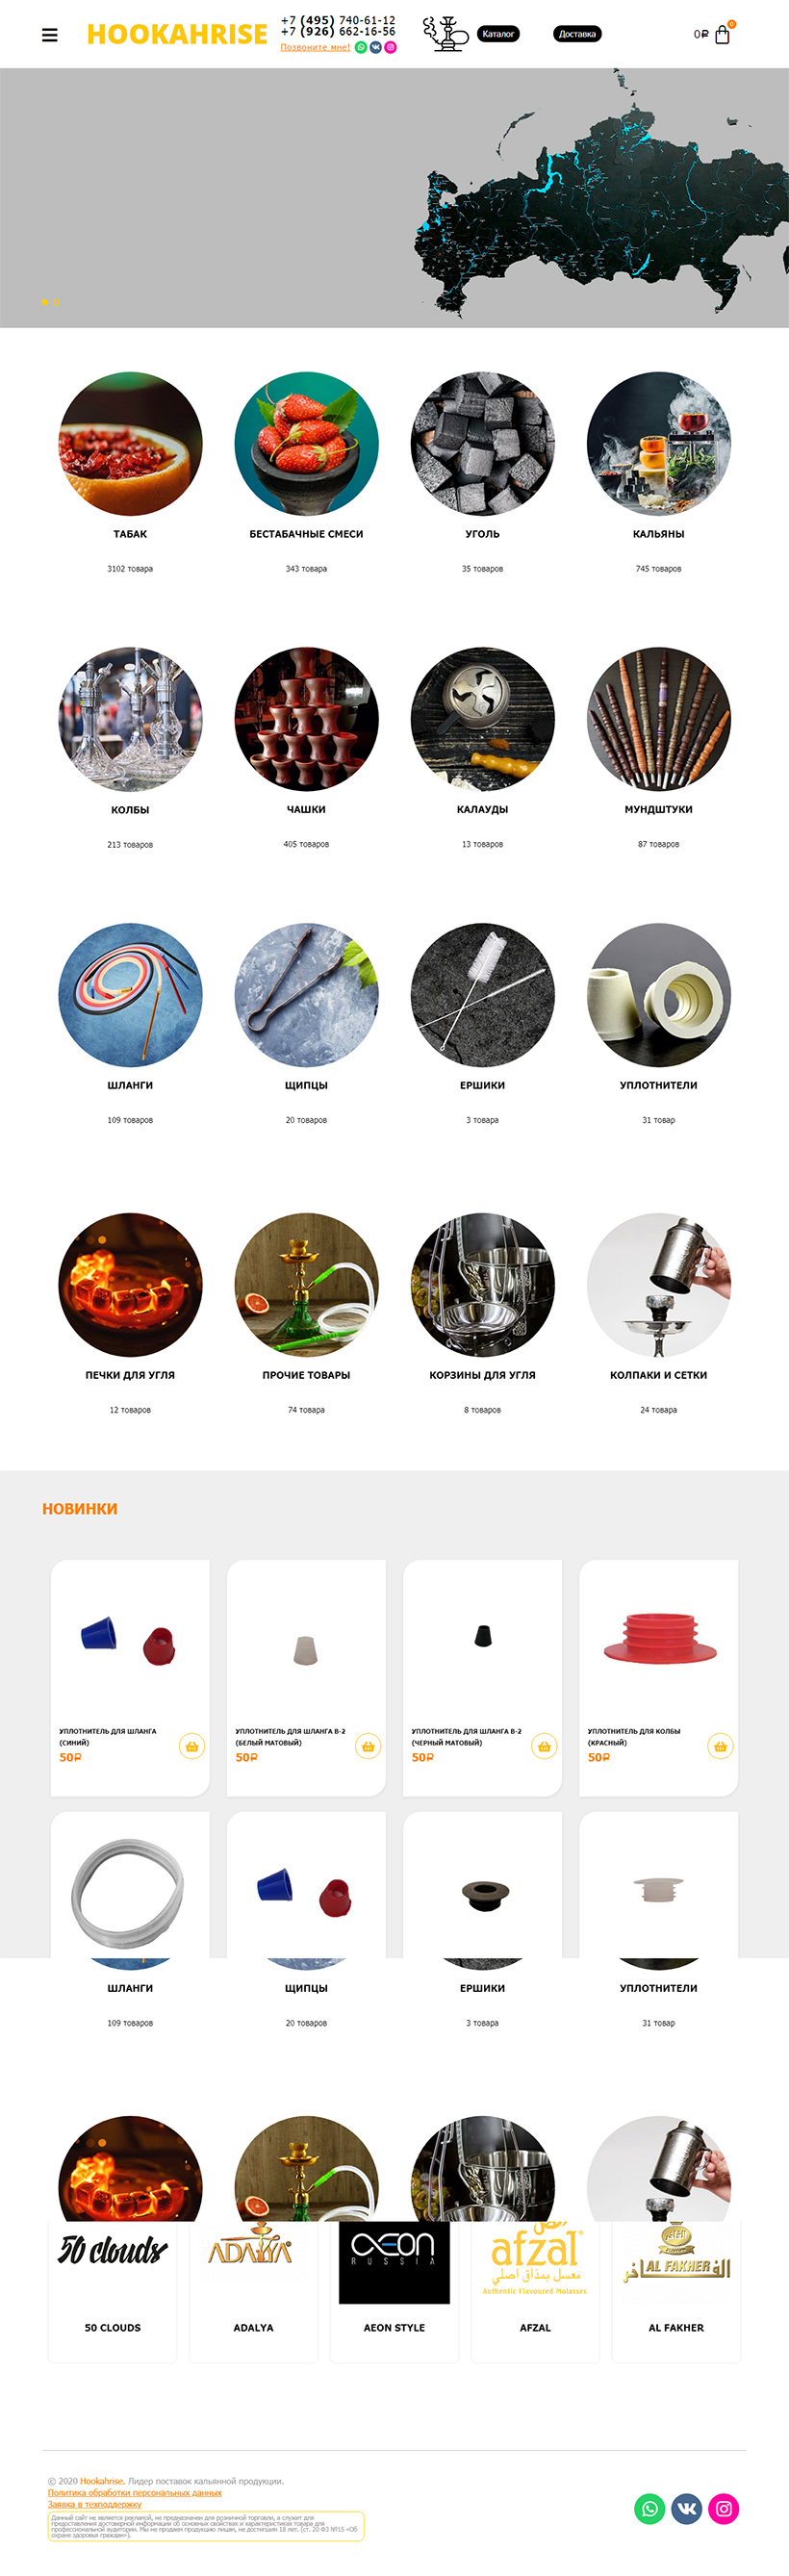 HOOKAHRISE
+7 (495) 740-61-12
+7 (926) 662-16-56
Позвоните мне!
Каталог
Доставка
0₽
0
ТАБАК
БЕСТАБАЧНЫЕ СМЕСИ
УГОЛЬ
КАЛЬЯНЫ
3102 товара
343 товара
35 товаров
745 товаров
КОЛБЫ
ЧАШКИ
КАЛАУДЫ
МУНДШТУКИ
213 товаров
405 товаров
13 товаров
87 товаров
ШЛАНГИ
ЩИПЦЫ
ЕРШИКИ
УПЛОТНИТЕЛИ
109 товаров
20 товаров
3 товара
31 товар
ПЕЧКИ ДЛЯ УГЛЯ
ПРОЧИЕ ТОВАРЫ
КОРЗИНЫ ДЛЯ УГЛЯ
КОЛПАКИ И СЕТКИ
12 товаров
74 товара
8 товаров
24 товара
НОВИНКИ
УПЛОТНИТЕЛЬ ДЛЯ ШЛАНГА
(СИНИЙ)
50₽
УПЛОТНИТЕЛЬ ДЛЯ ШЛАНГА B-2
(БЕЛЫЙ МАТОВЫЙ)
50₽
УПЛОТНИТЕЛЬ ДЛЯ ШЛАНГА B-2
(ЧЕРНЫЙ МАТОВЫЙ)
50₽
УПЛОТНИТЕЛЬ ДЛЯ КОЛБЫ
(КРАСНЫЙ)
50₽
ШЛАНГИ
ЩИПЦЫ
ЕРШИКИ
УПЛОТНИТЕЛИ
109 товаров
20 товаров
3 товара
31 товар
50 clouds
ADALYA
AEON
RUSSIA
afzal
معسل بمذاق اصلي
Authentic Flavoured Molasses
AL FAKHER
الفاخر
50 CLOUDS
ADALYA
AEON STYLE
AFZAL
AL FAKHER
© 2020 Hookahrise. Лидер поставок кальянной продукции.
Политика обработки персональных данных
Заявка в техподдержку
Данный сайт не является рекламой, не предназначен для розничной торговли, а служит для
предоставления достоверной информации об основных свойствах и характеристиках товара для
профессиональной аудитории. Мы не продаем продукцию лицам, не достигшим 18 лет. (ст. 20 ФЗ №15 «Об
охране здоровья граждан»).